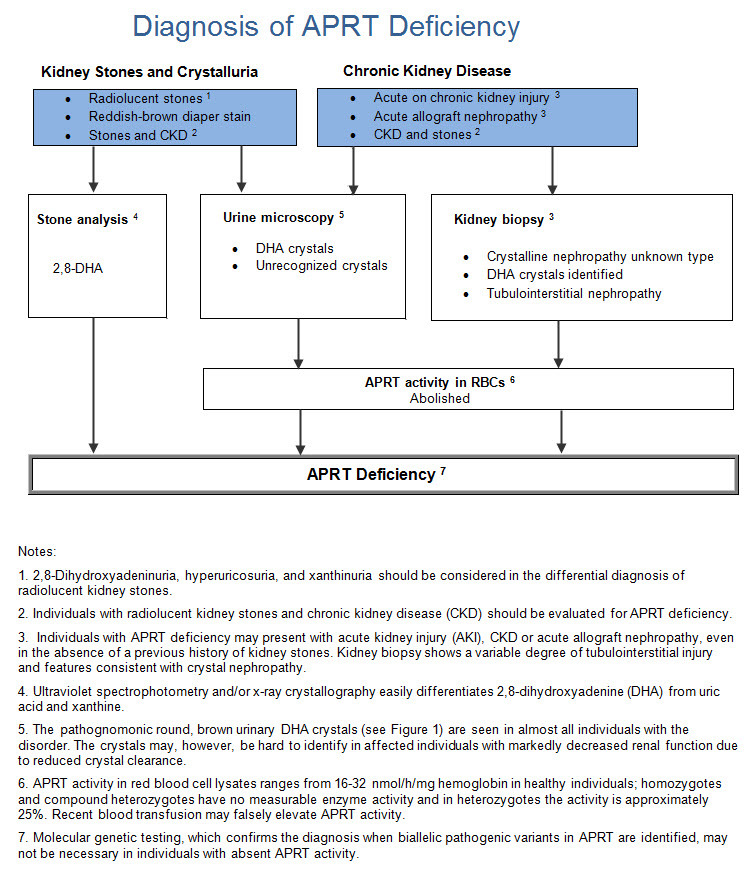 Diagnosis of APRT Deficiency
Kidney Stones and Crystalluria
Chronic Kidney Disease
• Radiolucent stones 1
• Reddish-brown diaper stain
• Stones and CKD 2
• Acute on chronic kidney injury 3
• Acute allograft nephropathy 3
• CKD and stones 2
Stone analysis 4
2,8-DHA
Urine microscopy 5
• DHA crystals
• Unrecognized crystals
Kidney biopsy 3
• Crystalline nephropathy unknown type
• DHA crystals identified
• Tubulointerstitial nephropathy
APRT activity in RBCs 6
Abolished
APRT Deficiency 7
Notes:
1. 2,8-Dihydroxyadeninuria, hyperuricosuria, and xanthinuria should be considered in the differential diagnosis of
radiolucent kidney stones.
2. Individuals with radiolucent kidney stones and chronic kidney disease (CKD) should be evaluated for APRT deficiency.
3. Individuals with APRT deficiency may present with acute kidney injury (AKI), CKD or acute allograft nephropathy, even
in the absence of a previous history of kidney stones. Kidney biopsy shows a variable degree of tubulointerstitial injury
and features consistent with crystal nephropathy.
4. Ultraviolet spectrophotometry and/or x-ray crystallography easily differentiates 2,8-dihydroxyadenine (DHA) from uric
acid and xanthine.
5. The pathognomonic round, brown urinary DHA crystals (see Figure 1) are seen in almost all individuals with the
disorder. The crystals may, however, be hard to identify in affected individuals with markedly decreased renal function due
to reduced crystal clearance.
6. APRT activity in red blood cell lysates ranges from 16-32 nmol/h/mg hemoglobin in healthy individuals; homozygotes
and compound heterozygotes have no measurable enzyme activity and in heterozygotes the activity is approximately
25%. Recent blood transfusion may falsely elevate APRT activity.
7. Molecular genetic testing, which confirms the diagnosis when biallelic pathogenic variants in APRT are identified, may
not be necessary in individuals with absent APRT activity.